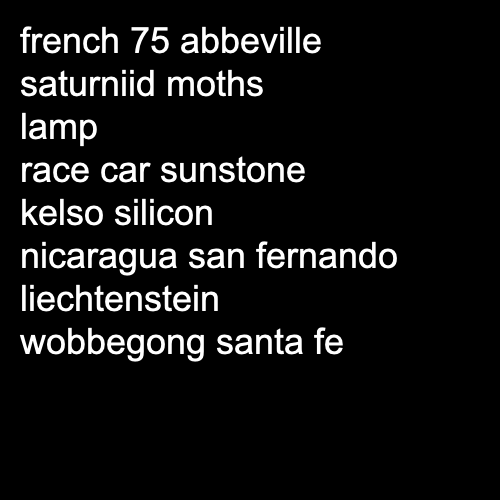 french 75 abbeville
saturniid moths
lamp
race car sunstone
kelso silicon
nicaragua san fernando
liechtenstein
wobbegong santa fe